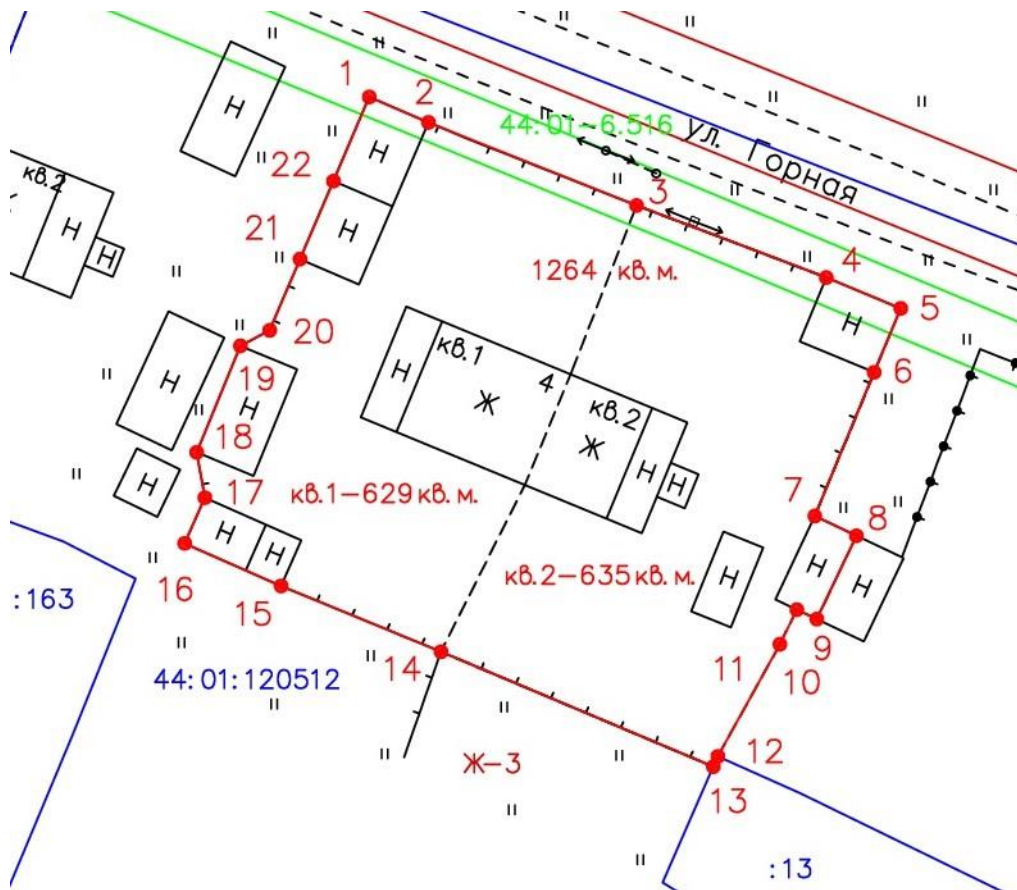 1
2
44:01-6.516
ул. Горная
Н
кв.2
Н
Н
22
Н
3
21
Н
1264 кв. м.
4
5
Н
20
6
19
кв.1
4
кв.2
Н
Ж
Ж
Н
Н
Н
Н
18
17
кв.1-629 кв. м.
7
8
Н
Н
Н
16
15
кв.2-635 кв. м.
Н
Н
Н
:163
14
9
11
10
44:01:120512
Ж-3
12
13
:13